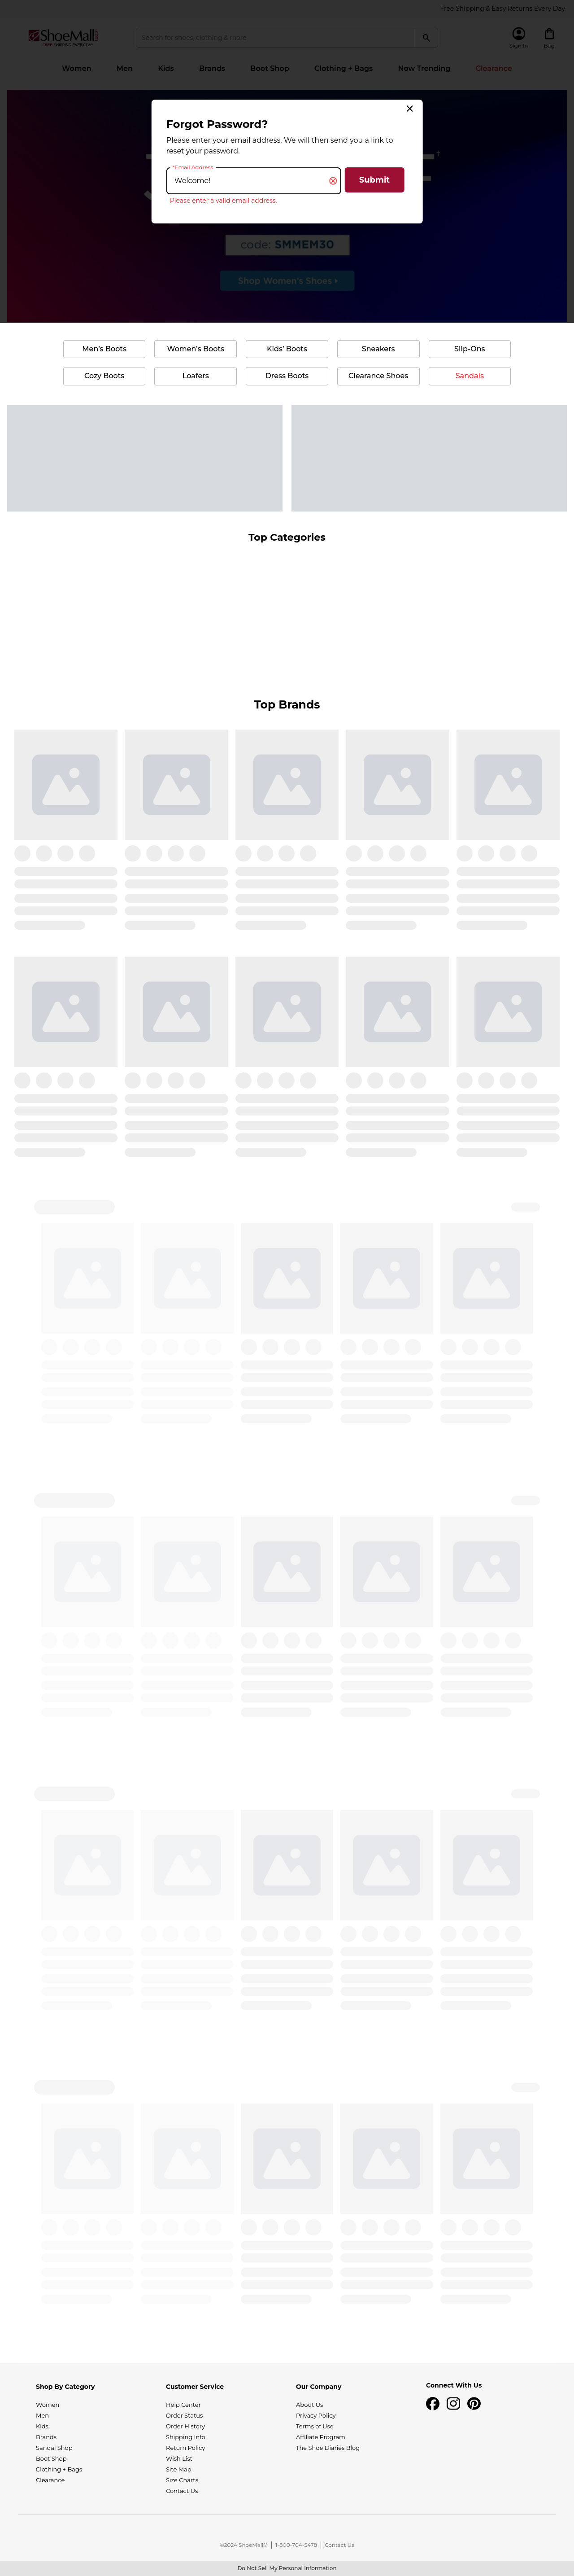 Free Shipping & Easy Returns Every Day
ShoeMall
FREE SHIPPING EVERY DAY
Search for shoes, clothing & more
Sign In
Bag
Women
Men
Kids
Brands
Boot Shop
Clothing + Bags
Now Trending
Clearance
Forgot Password?
Please enter your email address. We will then send you a link to
reset your password.
*Email Address
Welcome!
Submit
Please enter a valid email address.
code: SMMEM30
Shop Women's Shoes
Men's Boots
Women's Boots
Kids' Boots
Sneakers
Slip-Ons
Cozy Boots
Loafers
Dress Boots
Clearance Shoes
Sandals
Top Categories
Top Brands
Shop By Category
Women
Men
Kids
Brands
Sandal Shop
Boot Shop
Clothing + Bags
Clearance
Customer Service
Help Center
Order Status
Order History
Shipping Info
Return Policy
Wish List
Site Map
Size Charts
Contact Us
Our Company
About Us
Privacy Policy
Terms of Use
Affiliate Program
The Shoe Diaries Blog
Connect With Us
©2024 ShoeMall® | 1-800-704-5478 | Contact Us
Do Not Sell My Personal Information